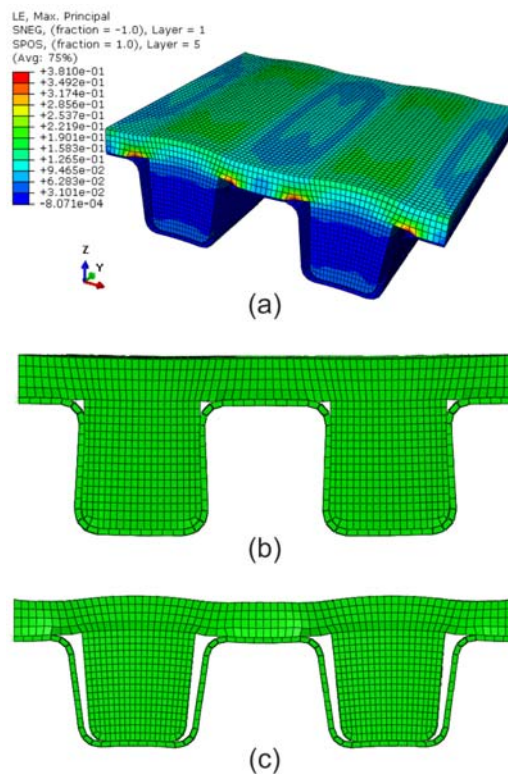 LE, Max. Principal
SNEG, (fraction = -1.0), Layer = 1
SPOS, (fraction = 1.0), Layer = 5
(Avg: 75%)
+3.810e-01
+3.492e-01
+3.174e-01
+2.856e-01
+2.537e-01
+2.219e-01
+1.901e-01
+1.583e-01
+1.265e-01
+9.465e-02
+6.283e-02
+3.101e-02
-8.071e-04
Z
Y
(a)
(b)
(c)